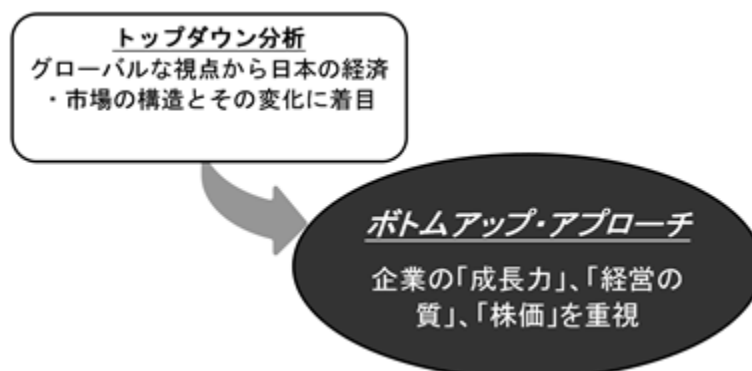 トップダウン分析
グローバルな視点から日本の経済
・市場の構造とその変化に着目
ボトムアップ・アプローチ
企業の｢成長力｣、｢経営の
質｣、｢株価｣を重視